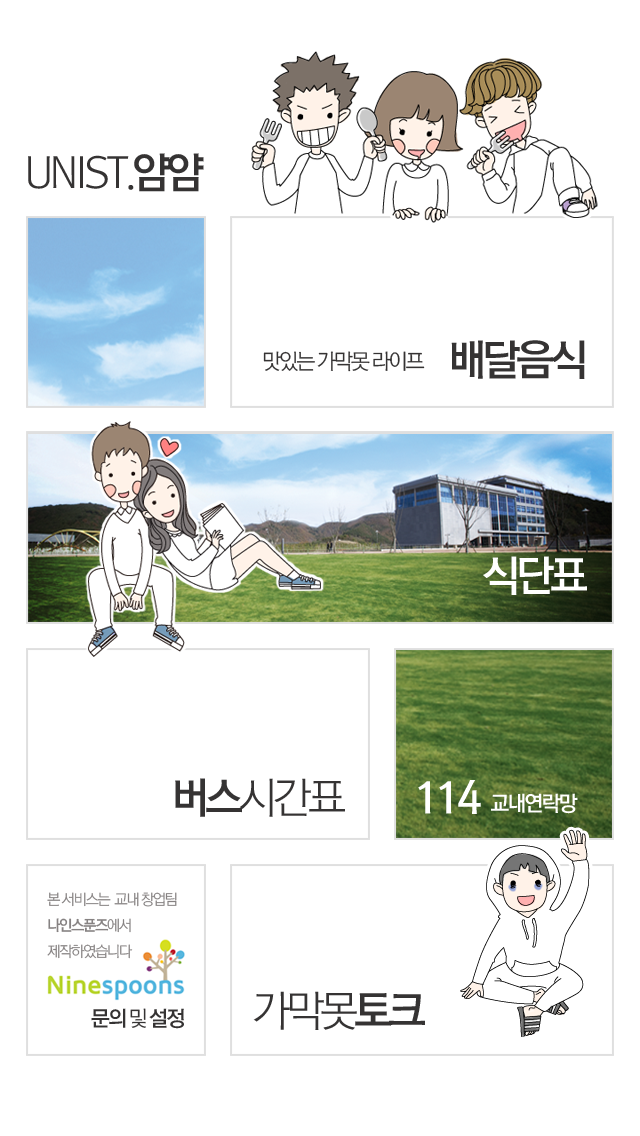 UNIST.얌얌
맛있는 가막못 라이프 배달음식
식단표
버스시간표
114 교내연락망
본 서비스는 교내 창업팀
나인스푼즈에서
제작하였습니다
Ninespoons
문의 및 설정
가막못토크